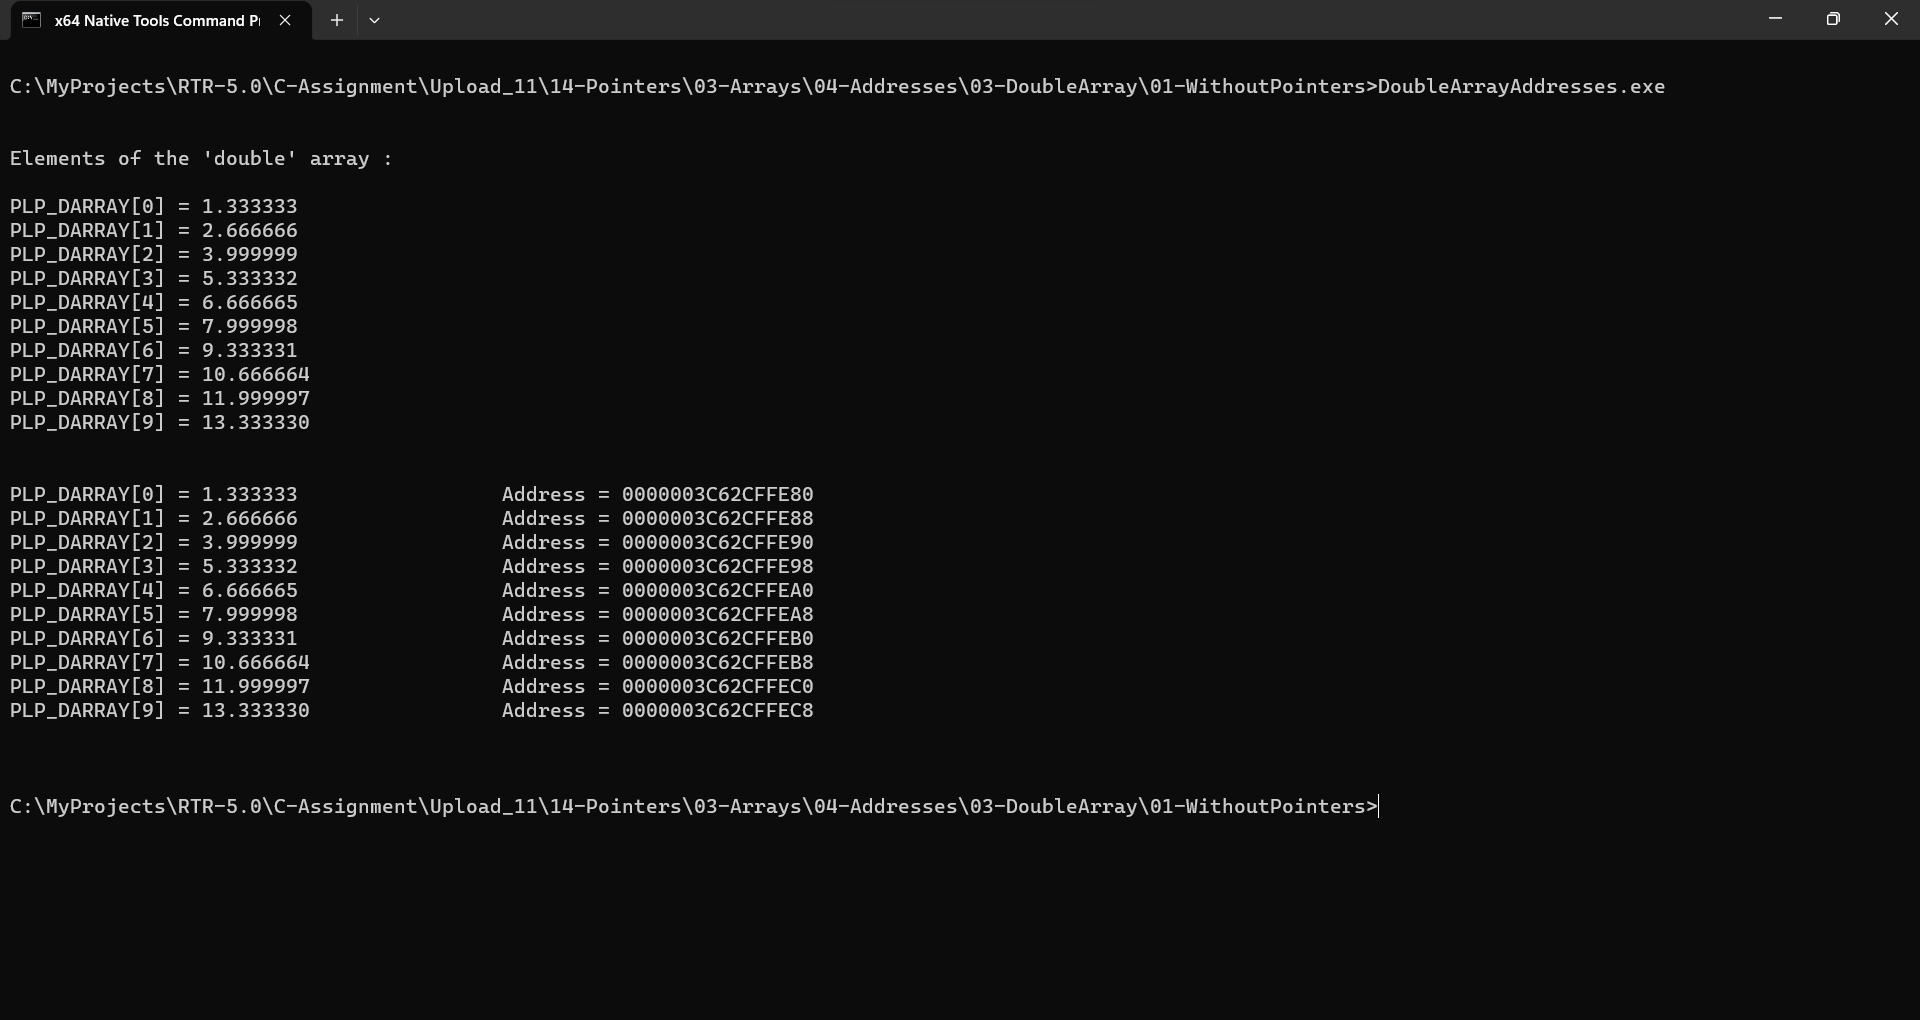 x64 Native Tools Command P
C:\MyProjects\RTR-5.0\C-Assignment\Upload_11\14-Pointers\03-Arrays\04-Addresses\03-DoubleArray\01-WithoutPointers>DoubleArrayAddresses.exe
Elements of the 'double' array :
PLP_DARRAY[0] = 1.333333
PLP_DARRAY[1] = 2.666666
PLP_DARRAY[2] = 3.999999
PLP_DARRAY[3] = 5.333332
PLP_DARRAY[4] = 6.666665
PLP_DARRAY[5] = 7.999998
PLP_DARRAY[6] = 9.333331
PLP_DARRAY[7] = 10.666664
PLP_DARRAY[8] = 11.999997
PLP_DARRAY[9] = 13.333330
PLP_DARRAY[0] = 1.333333 Address = 0000003C62CFFE80
PLP_DARRAY[1] = 2.666666 Address = 0000003C62CFFE88
PLP_DARRAY[2] = 3.999999 Address = 0000003C62CFFE90
PLP_DARRAY[3] = 5.333332 Address = 0000003C62CFFE98
PLP_DARRAY[4] = 6.666665 Address = 0000003C62CFFEA0
PLP_DARRAY[5] = 7.999998 Address = 0000003C62CFFEA8
PLP_DARRAY[6] = 9.333331 Address = 0000003C62CFFEB0
PLP_DARRAY[7] = 10.666664 Address = 0000003C62CFFEB8
PLP_DARRAY[8] = 11.999997 Address = 0000003C62CFFEC0
PLP_DARRAY[9] = 13.333330 Address = 0000003C62CFFEC8
C:\MyProjects\RTR-5.0\C-Assignment\Upload_11\14-Pointers\03-Arrays\04-Addresses\03-DoubleArray\01-WithoutPointers>